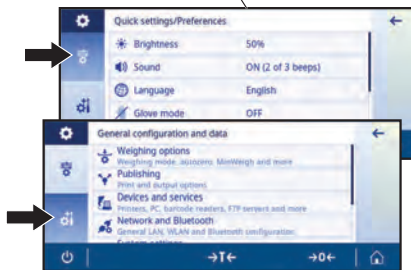 Quick settings/Preferences
Brightness 50%
Sound ON (2 of 3 beeps)
Language English
Glove mode OFF
General configuration and data
Weighing options
Weighing mode, autozero, MinWeigh and more
Publishing
Print and output options
Devices and services
Printers, PC, barcode readers, FTP servers and more
Network and Bluetooth
General LAN, WLAN and Bluetooth configuration
System settings
→T←
→0←